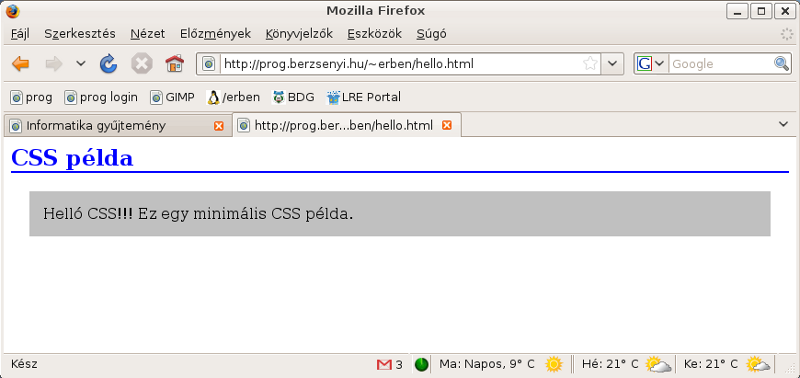 Mozilla Firefox
Fájl Szerkesztés Nézet Előzmények Könyvjelzők Eszközök Súgó
http://prog.berzsenyi.hu/~erben/hello.html G Google
prog prog login GIMP /erben BDG LRE Portal
Informatika gyűjtemény http://prog.ber...ben/hello.html
CSS példa
Helló CSS!!! Ez egy minimális CSS példa.
Kész 3 Ma: Napos, 9° C Hé: 21° C Ke: 21° C